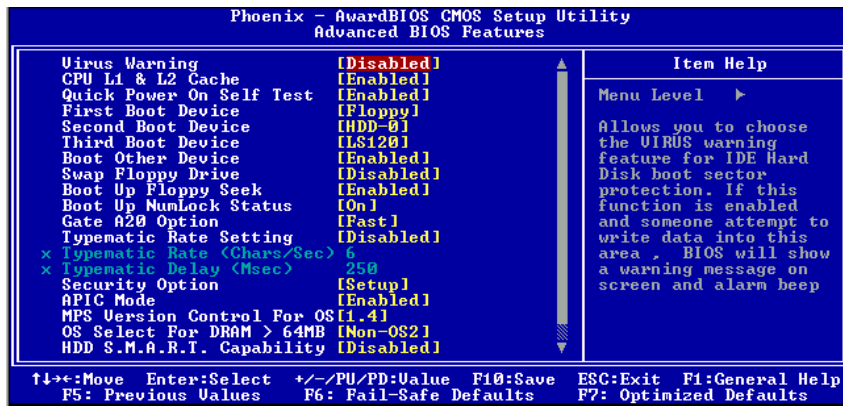 Phoenix - AwardBIOS CMOS Setup Utility
Advanced BIOS Features
Virus Warning [Disabled]
CPU L1 & L2 Cache [Enabled]
Quick Power On Self Test [Enabled]
First Boot Device [Floppy]
Second Boot Device [HDD-0]
Third Boot Device [LS120]
Boot Other Device [Enabled]
Swap Floppy Drive [Disabled]
Boot Up Floppy Seek [Enabled]
Boot Up NumLock Status [On]
Gate A20 Option [Fast]
Typematic Rate Setting [Disabled]
x Typematic Rate (Chars/Sec) 6
x Typematic Delay (Msec) 250
Security Option [Setup]
APIC Mode [Enabled]
MPS Version Control For OS[1.4]
OS Select For DRAM > 64MB [Non-OS2]
HDD S.M.A.R.T. Capability [Disabled]
Item Help
Menu Level ►
Allows you to choose
the VIRUS warning
feature for IDE Hard
Disk boot sector
protection. If this
function is enabled
and someone attempt to
write data into this
area , BIOS will show
a warning message on
screen and alarm beep
↑↓→←:Move Enter:Select +/-/PU/PD:Value F10:Save ESC:Exit F1:General Help
F5: Previous Values F6: Fail-Safe Defaults F7: Optimized Defaults